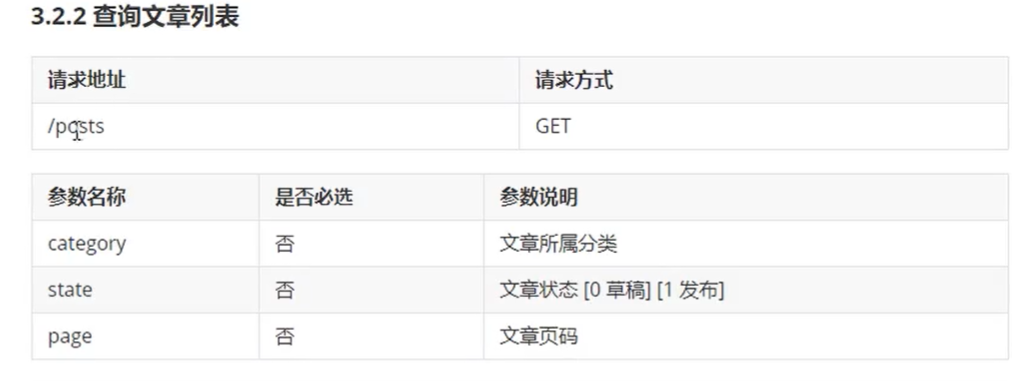 3.2.2 查询文章列表
请求地址 请求方式
/posts GET
参数名称 是否必选 参数说明
category 否 文章所属分类
state 否 文章状态 [0 草稿] [1 发布]
page 否 文章页码